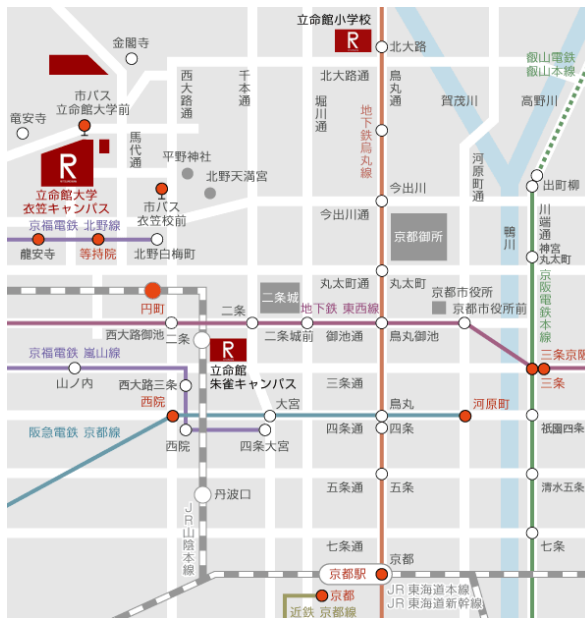 立命館小学校
R
北大路
金閣寺
市バス
立命館大学前
竜安寺
西大路通
千本通
北大路通
堀川通
烏丸通
地下鉄烏丸線
賀茂川
高野川
叡山電鉄
叡山本線
馬代通
平野神社
北野天満宮
R
立命館大学
衣笠キャンパス
市バス
衣笠校前
今出川
今出川通
河原町通
出町柳
川端通
京都御所
鴨川
神宮
丸太町
京福電鉄 北野線
龍安寺
等持院
北野白梅町
丸太町通
丸太町
京阪電鉄本線
円町
二条城
京都市役所
京都市役所前
二条
地下鉄 東西線
西大路御池
二条城前
御池通
烏丸御池
二条
R
立命館
朱雀キャンパス
京福電鉄 嵐山線
山ノ内
西大路三条
三条通
三条京阪
三条
西院
大宮
烏丸
河原町
阪急電鉄 京都線
西院
四条大宮
四条通
四条
祇園四条
丹波口
五条通
五条
清水五条
JR山陰本線
七条通
七条
京都
京都駅
JR 東海道本線
JR 東海道新幹線
京都
近鉄 京都線